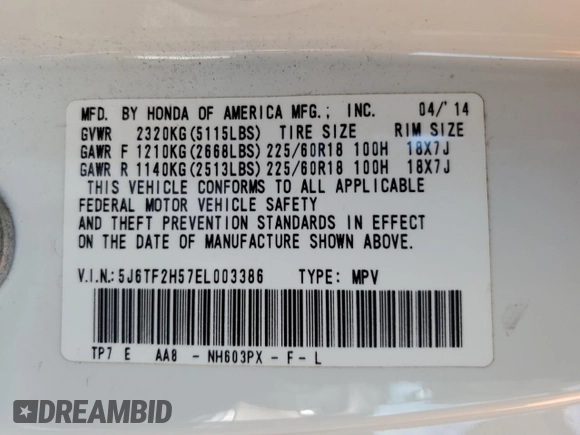 MFD. BY HONDA OF AMERICA MFG.; INC. 04/'14
GVWR 2320KG(5115LBS) TIRE SIZE RIM SIZE
GAWR F 1210KG(2668LBS) 225/60R18 100H 18X7J
GAWR R 1140KG(2513LBS) 225/60R18 100H 18X7J
THIS VEHICLE CONFORMS TO ALL APPLICABLE
FEDERAL MOTOR VEHICLE SAFETY
AND THEFT PREVENTION STANDARDS IN EFFECT
ON THE DATE OF MANUFACTURE SHOWN ABOVE.
V.I.N.:5J6TF2H57EL003386 TYPE: MPV
TP7 E AA8 - NH603PX - F - L
DREAMBID